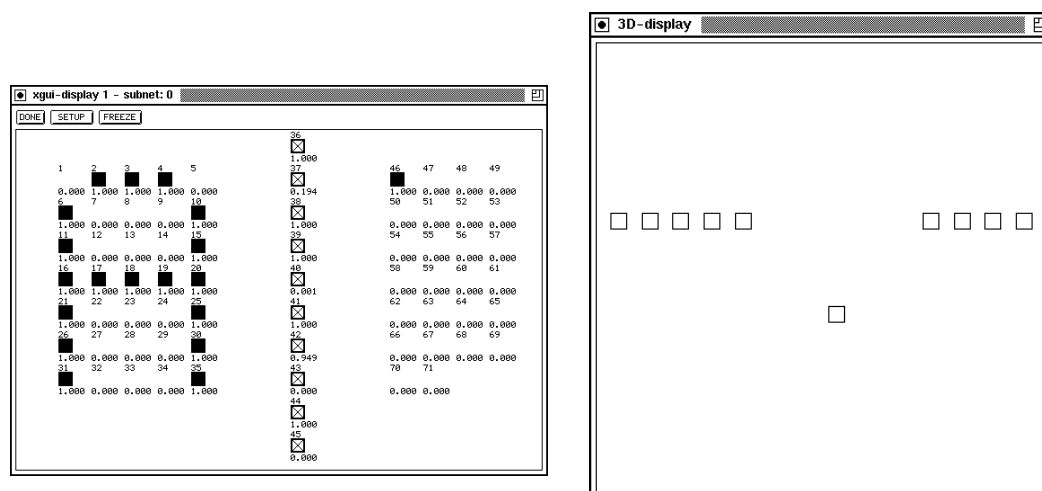 xgui-display 1 - subnet: 0
DONE SETUP FREEZE
36
1.000
1 2 3 4 5 37 46 47 48 49
0.000 1.000 1.000 1.000 0.000 0.194 1.000 0.000 0.000 0.000
6 7 8 9 10 38 50 51 52 53
1.000 0.000 0.000 0.000 1.000 1.000 0.000 0.000 0.000 0.000
11 12 13 14 15 39 54 55 56 57
1.000 0.000 0.000 0.000 1.000 1.000 0.000 0.000 0.000 0.000
16 17 18 19 20 40 58 59 60 61
1.000 1.000 1.000 1.000 1.000 0.001 0.000 0.000 0.000 0.000
21 22 23 24 25 41 62 63 64 65
1.000 0.000 0.000 0.000 1.000 1.000 0.000 0.000 0.000 0.000
26 27 28 29 30 42 66 67 68 69
1.000 0.000 0.000 0.000 1.000 0.949 0.000 0.000 0.000 0.000
31 32 33 34 35 43 70 71
1.000 0.000 0.000 0.000 1.000 0.000 0.000 0.000
44
1.000
45
0.000
3D-display